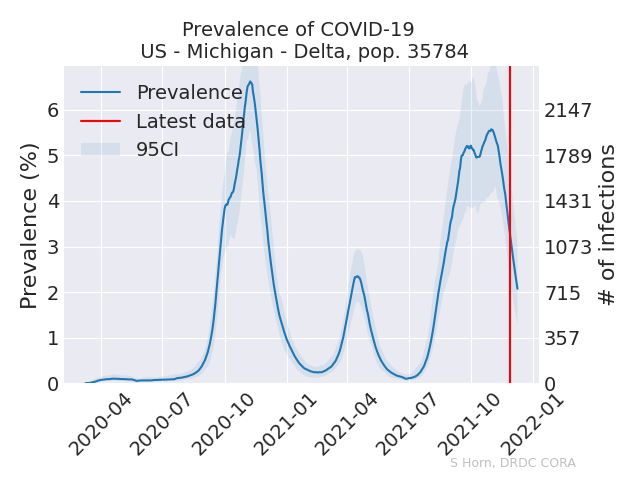 Prevalence of COVID-19
US - Michigan - Delta, pop. 35784
Prevalence
Latest data
95CI
Prevalence (%)
6
5
4
3
2
1
0
2147
1789
1431
1073
715
357
0
# of infections
2020-04
2020-07
2020-10
2021-01
2021-04
2021-07
2021-10
2022-01
S Horn, DRDC CORA